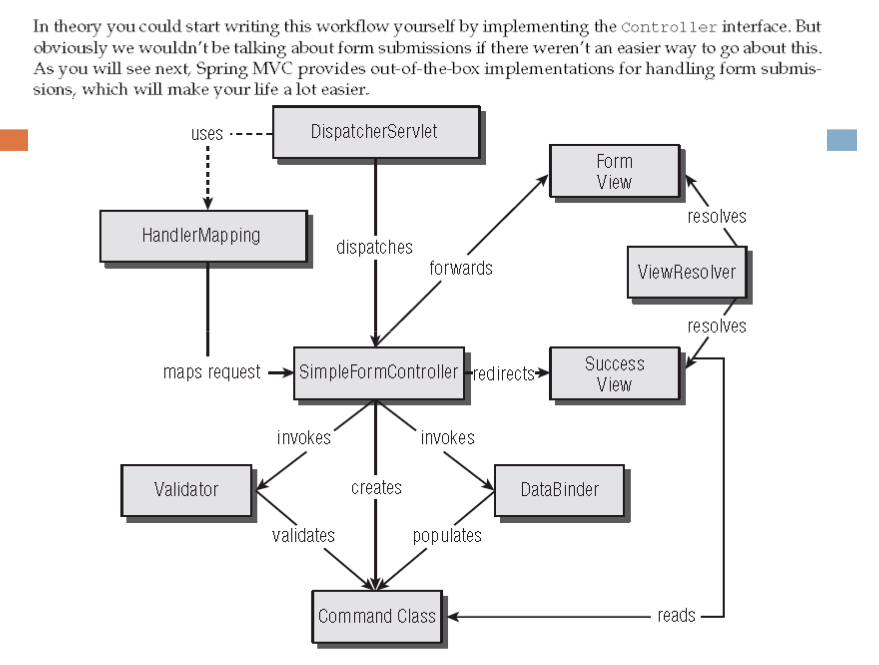 In theory you could start writing this workflow yourself by implementing the Controller interface. But
obviously we wouldn't be talking about form submissions if there weren't an easier way to go about this.
As you will see next, Spring MVC provides out-of-the-box implementations for handling form submis-
sions, which will make your life a lot easier.
uses
DispatcherServlet
Form
View
HandlerMapping
resolves
dispatches
forwards
ViewResolver
resolves
maps request
SimpleFormController
redirects
Success
View
invokes
invokes
Validator
creates
DataBinder
validates
populates
Command Class
reads